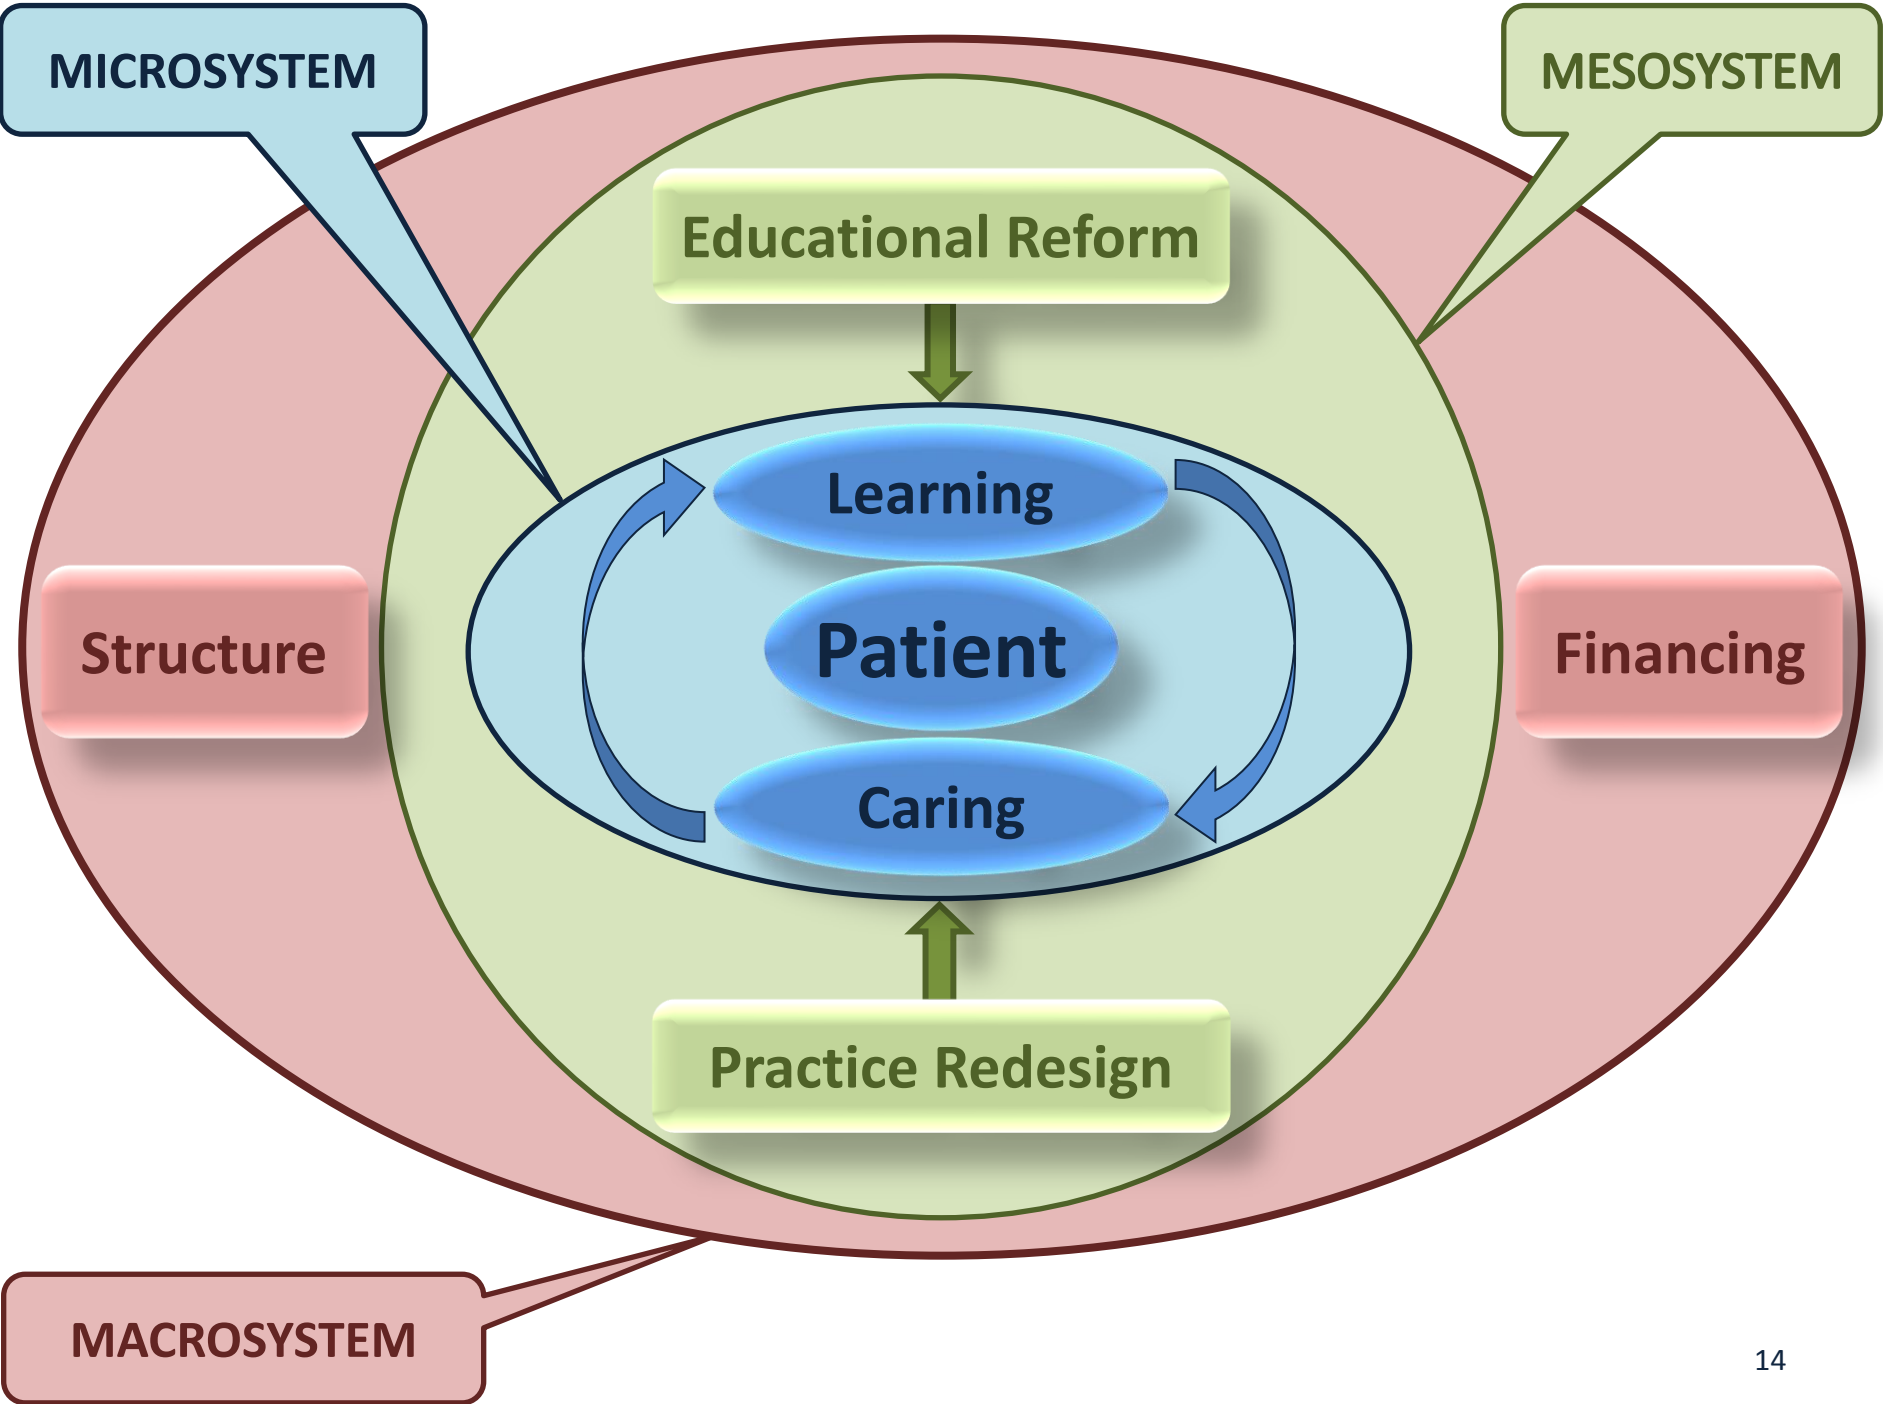 MICROSYSTEM
MESOSYSTEM
Educational Reform
Learning
Structure
Patient
Financing
Caring
Practice Redesign
MACROSYSTEM
14